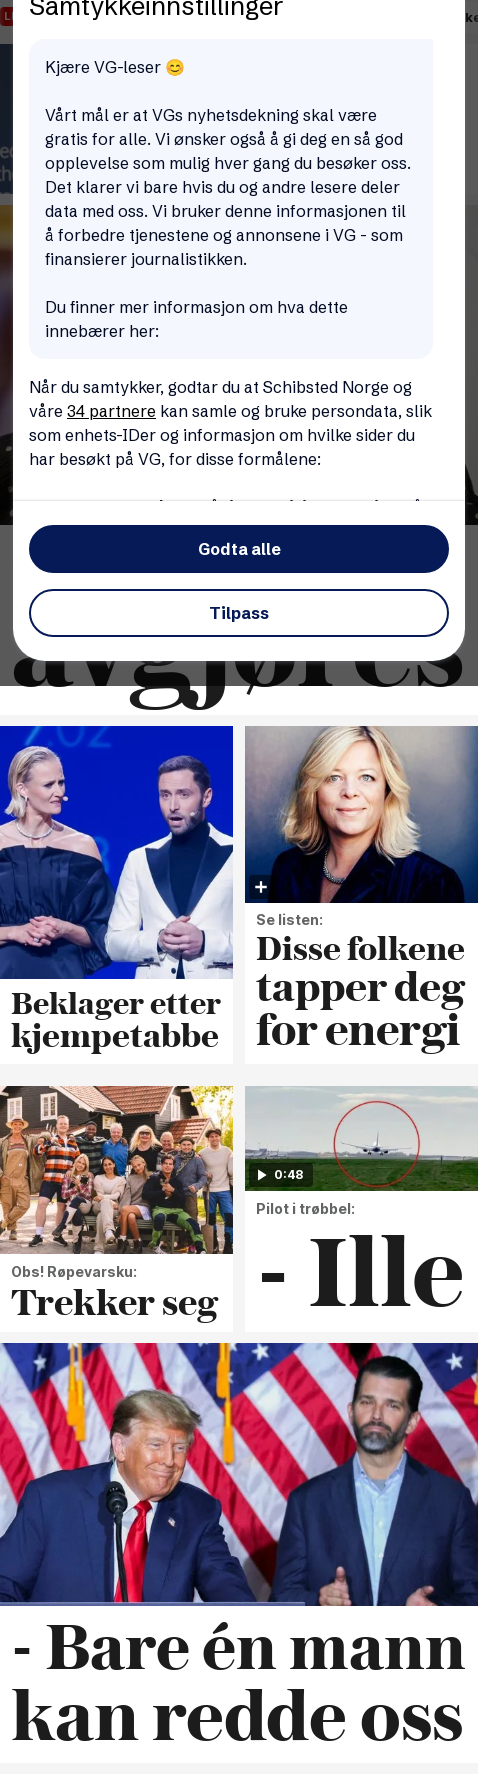 Samtykkeinnstillinger
Kjære VG-leser 😊
Vårt mål er at VGs nyhetsdekning skal være
gratis for alle. Vi ønsker også å gi deg en så god
opplevelse som mulig hver gang du besøker oss.
Det klarer vi bare hvis du og andre lesere deler
data med oss. Vi bruker denne informasjonen til
å forbedre tjenestene og annonsene i VG - som
finansierer journalistikken.
Du finner mer informasjon om hva dette
innebærer her:
Når du samtykker, godtar du at Schibsted Norge og
våre 34 partnere kan samle og bruke persondata, slik
som enhets-IDer og informasjon om hvilke sider du
har besøkt på VG, for disse formålene:
Godta alle
Tilpass
avgjøres
Beklager etter
kjempetabbe
Se listen:
Disse folkene
tapper deg
for energi
Obs! Røpevarsku:
Trekker seg
0:48
Pilot i trøbbel:
- Ille
- Bare én mann
kan redde oss